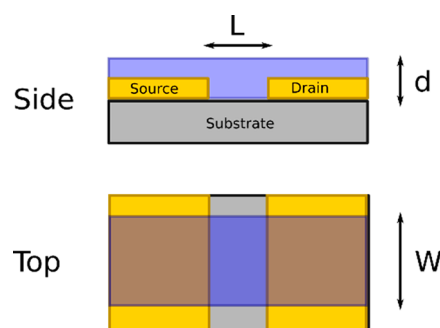 L
Side
Source
Drain
d
Substrate
Top
W